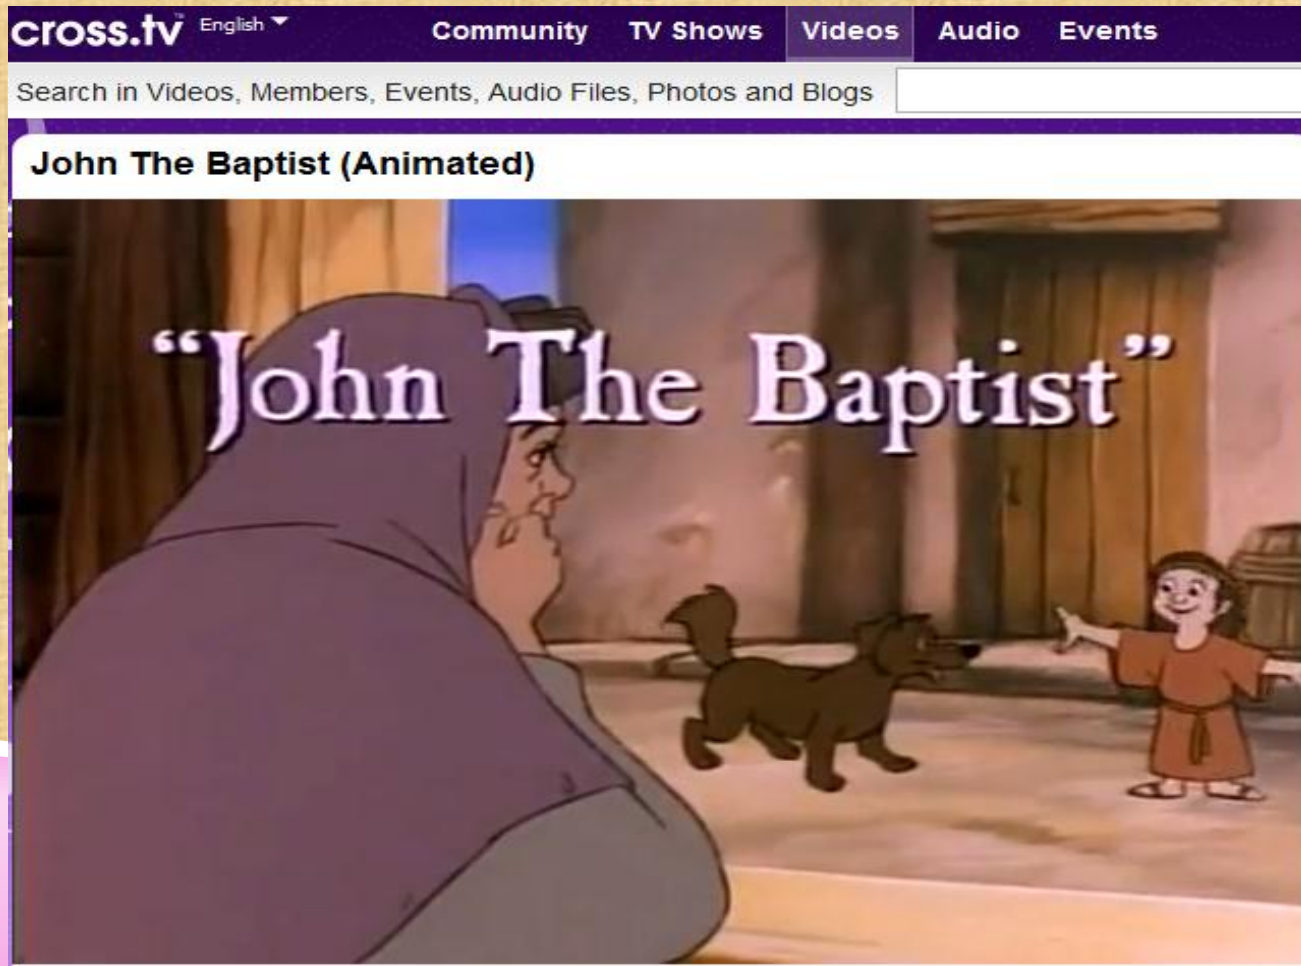 cross.tv English
Community TV Shows Videos Audio Events
Search in Videos, Members, Events, Audio Files, Photos and Blogs
John The Baptist (Animated)
“John The Baptist”